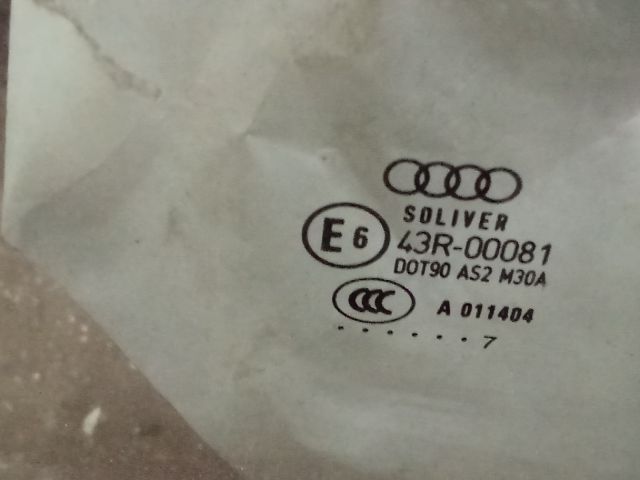 SOLIVER
E6 43R-00081
DOT90 AS2 M30A
CCC A 011404
. . . . . . 7